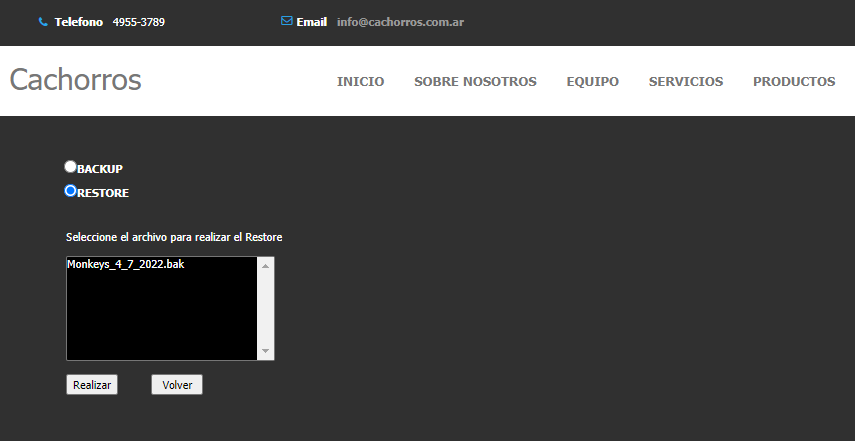 Telefono 4955-3789 Email info@cachorros.com.ar
Cachorros INICIO SOBRE NOSOTROS EQUIPO SERVICIOS PRODUCTOS
BACKUP
RESTORE
Seleccione el archivo para realizar el Restore
Monkeys_4_7_2022.bak
Realizar Volver